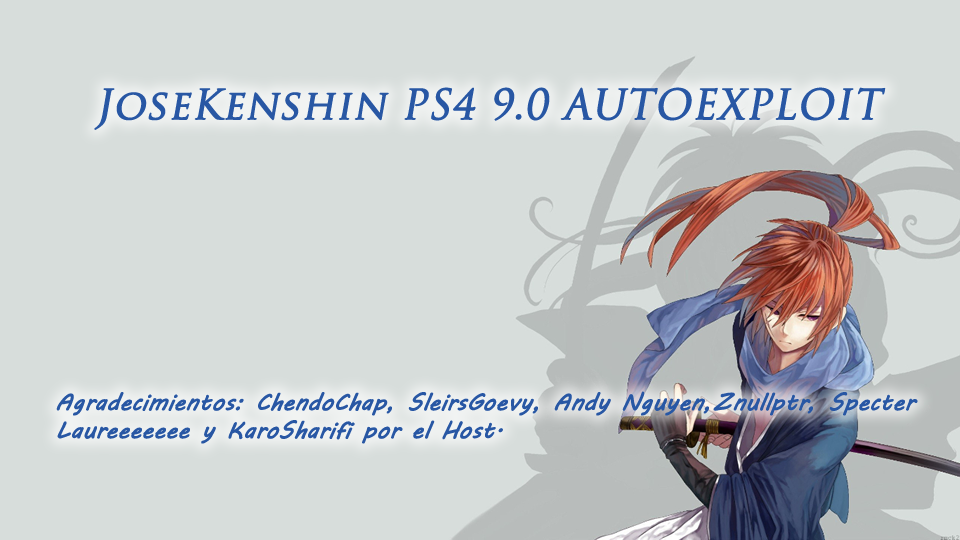 JoseKenshin PS4 9.0 AUTOEXPLOIT
Agradecimientos: ChendoChap, SleirsGoevy, Andy Nguyen,Znullptr, Specter
Laureeeeeee y KaroSharifi por el Host.